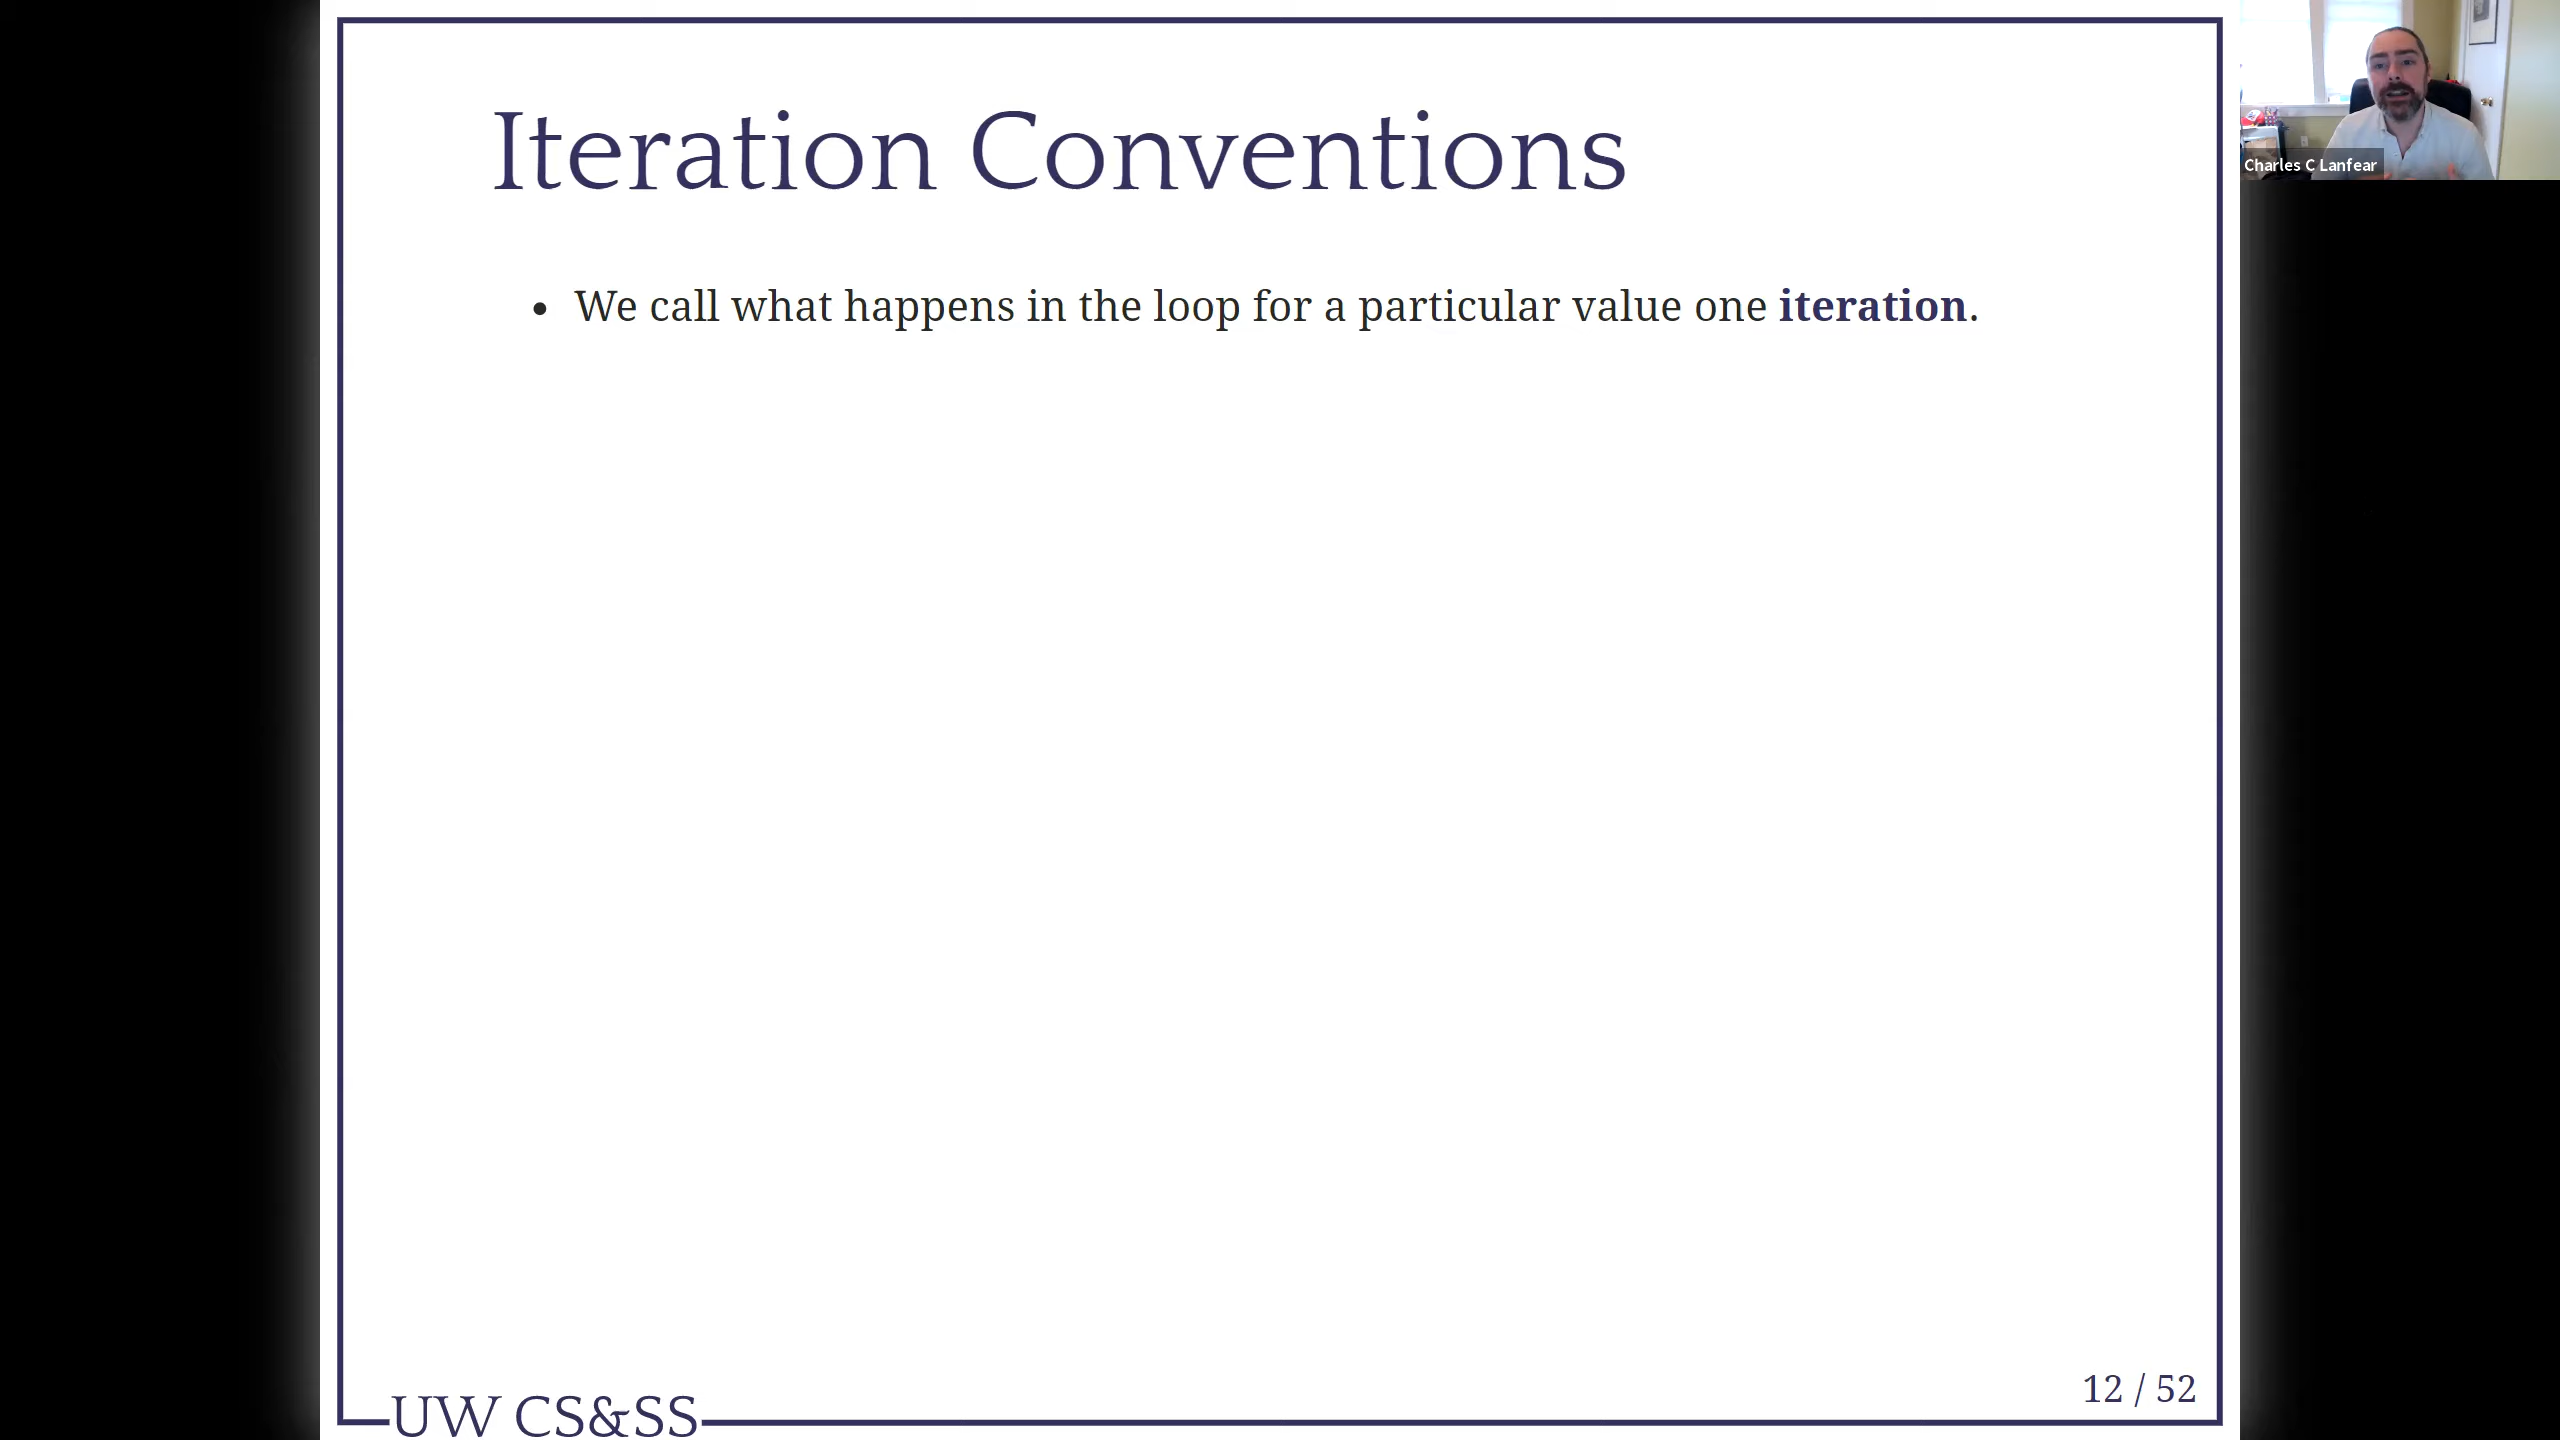 Iteration Conventions
Charles C Lanfear
• We call what happens in the loop for a particular value one iteration.
12 / 52
UW CS&SS